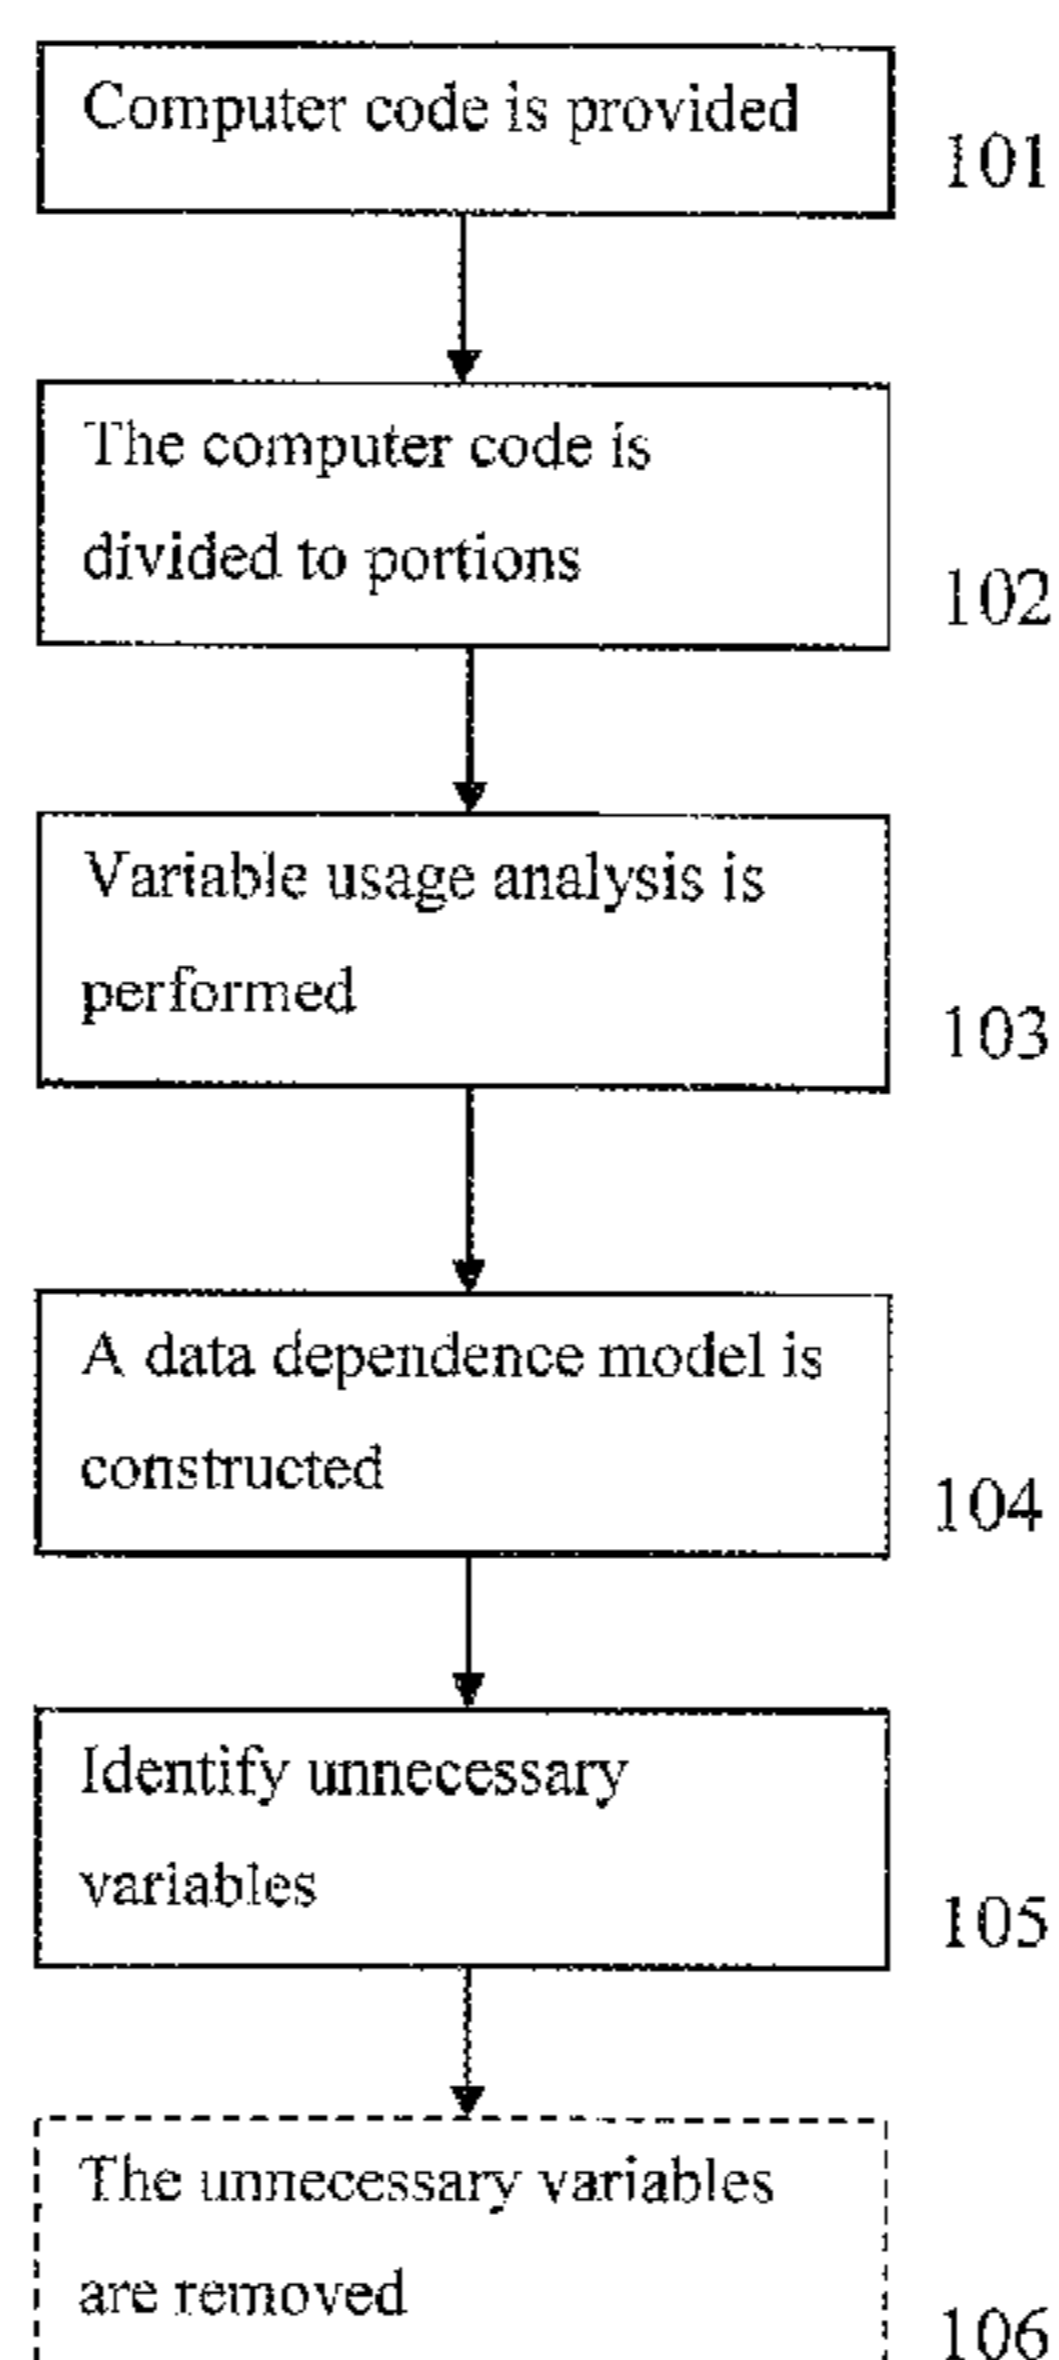 Computer code is provided
101
The computer code is
divided to portions
102
Variable usage analysis is
performed
103
A data dependence model is
constructed
104
Identify unnecessary
variables
105
The unnecessary variables
are removed
106